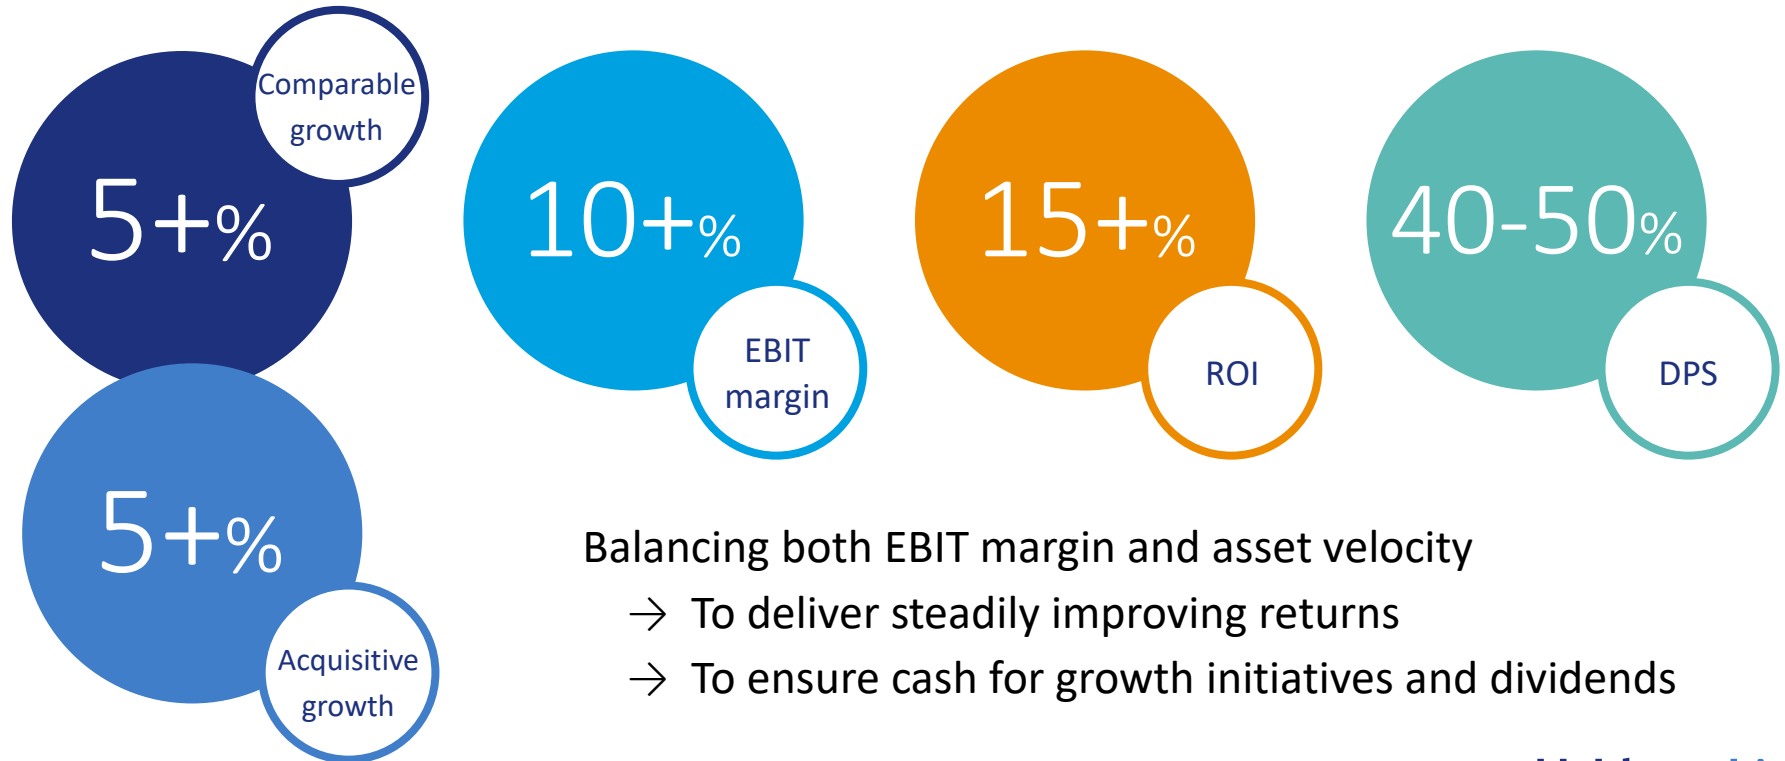 Comparable
growth
5+%
10+%
EBIT
margin
15+%
ROI
40-50%
DPS
5+%
Acquisitive
growth
Balancing both EBIT margin and asset velocity
→ To deliver steadily improving returns
→ To ensure cash for growth initiatives and dividends